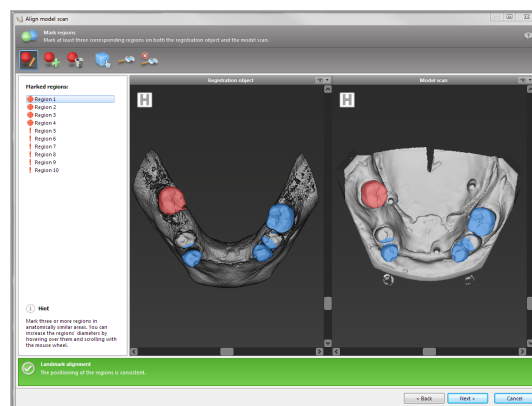 Align model scan
Mark regions
Mark at least three corresponding regions on both the registration object and the model scan.
Marked regions:
Region 1
Region 2
Region 3
Region 4
Region 5
Region 6
Region 7
Region 8
Region 9
Region 10
Hint
Mark three or more regions in
anatomically similar areas. You can
increase the regions' diameters by
hovering over them and scrolling with
the mouse wheel.
Registration object
H
Model scan
H
Landmark alignment
The positioning of the regions is consistent.
< Back
Next >
Cancel